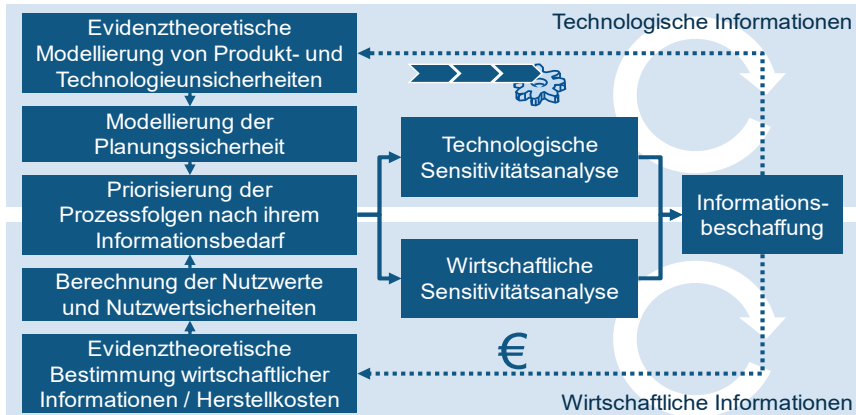 Technologische Informationen
Evidenztheoretische
Modellierung von Produkt- und
Technologieunsicherheiten
Modellierung der
Planungssicherheit
Priorisierung der
Prozessfolgen nach ihrem
Informationsbedarf
Berechnung der Nutzwerte
und Nutzwertsicherheiten
Evidenztheoretische
Bestimmung wirtschaftlicher
Informationen / Herstellkosten
Technologische
Sensitivitätsanalyse
Wirtschaftliche
Sensitivitätsanalyse
Informations-
beschaffung
€
Wirtschaftliche Informationen